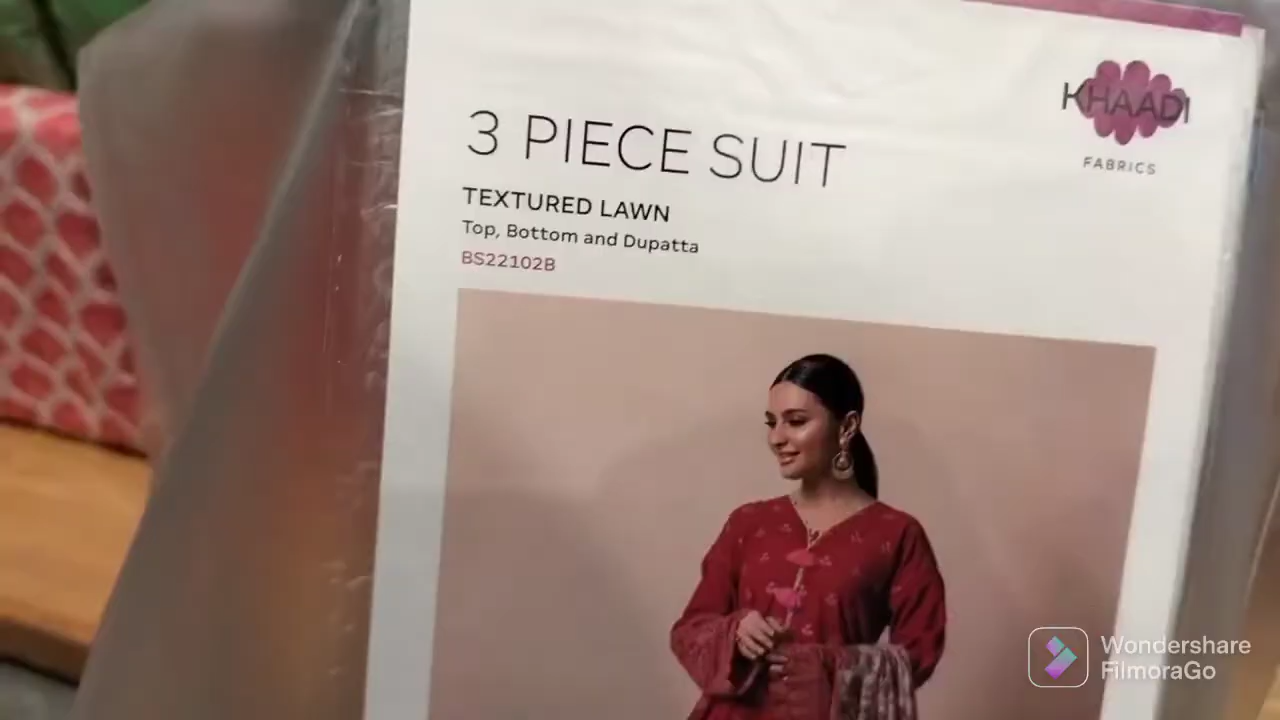 KHAADI
FABRICS
3 PIECE SUIT
TEXTURED LAWN
Top, Bottom and Dupatta
BS22102B
Wondershare
FilmoraGo